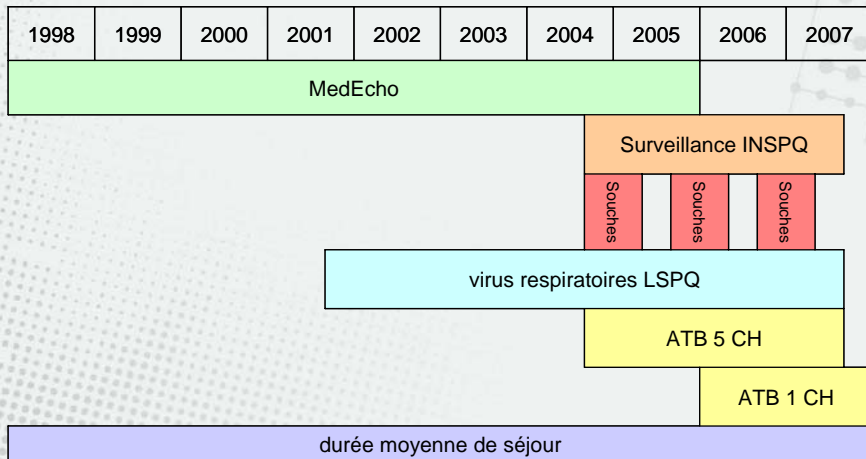 1998 1999 2000 2001 2002 2003 2004 2005 2006 2007
MedEcho
Surveillance INSPQ
Souches Souches Souches
virus respiratoires LSPQ
ATB 5 CH
ATB 1 CH
durée moyenne de séjour